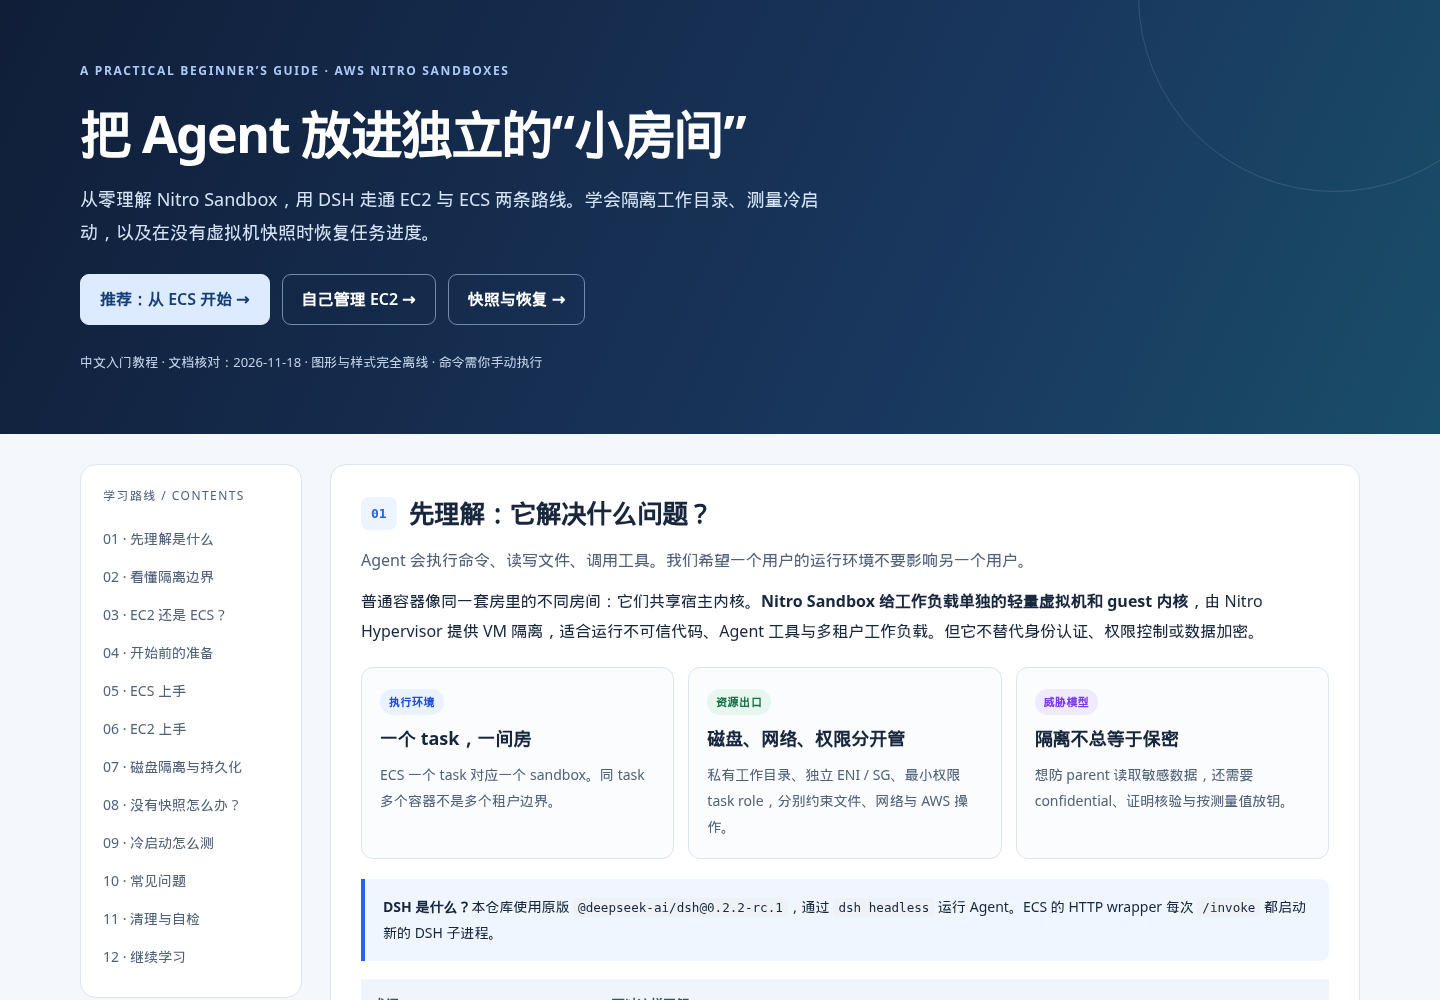 A PRACTICAL BEGINNER’S GUIDE · AWS NITRO SANDBOXES
把 Agent 放进独立的“小房间”
从零理解 Nitro Sandbox，用 DSH 走通 EC2 与 ECS 两条路线。学会隔离工作目录、测量冷启
动，以及在没有虚拟机快照时恢复任务进度。
推荐：从 ECS 开始 →
自己管理 EC2 →
快照与恢复 →
中文入门教程 · 文档核对：2026-11-18 · 图形与样式完全离线 · 命令需你手动执行
学习路线 / CONTENTS
01 · 先理解是什么
02 · 看懂隔离边界
03 · EC2 还是 ECS？
04 · 开始前的准备
05 · ECS 上手
06 · EC2 上手
07 · 磁盘隔离与持久化
08 · 没有快照怎么办？
09 · 冷启动怎么测
10 · 常见问题
11 · 清理与自检
12 · 继续学习
01
先理解：它解决什么问题？
Agent 会执行命令、读写文件、调用工具。我们希望一个用户的运行环境不要影响另一个用户。
普通容器像同一套房里的不同房间：它们共享宿主内核。Nitro Sandbox 给工作负载单独的轻量虚拟机和 guest 内核，由 Nitro
Hypervisor 提供 VM 隔离，适合运行不可信代码、Agent 工具与多租户工作负载。但它不替代身份认证、权限控制或数据加密。
执行环境
一个 task，一间房
ECS 一个 task 对应一个 sandbox。同 task
多个容器不是多个租户边界。
资源出口
磁盘、网络、权限分开管
私有工作目录、独立 ENI / SG、最小权限
task role，分别约束文件、网络与 AWS 操
作。
威胁模型
隔离不总等于保密
想防 parent 读取敏感数据，还需要
confidential、证明核验与按测量值放钥。
DSH 是什么？本仓库使用原版 @deepseek-ai/dsh@0.2.2-rc.1，通过 dsh headless 运行 Agent。ECS 的 HTTP wrapper 每次 /invoke 都启动
新的 DSH 子进程。